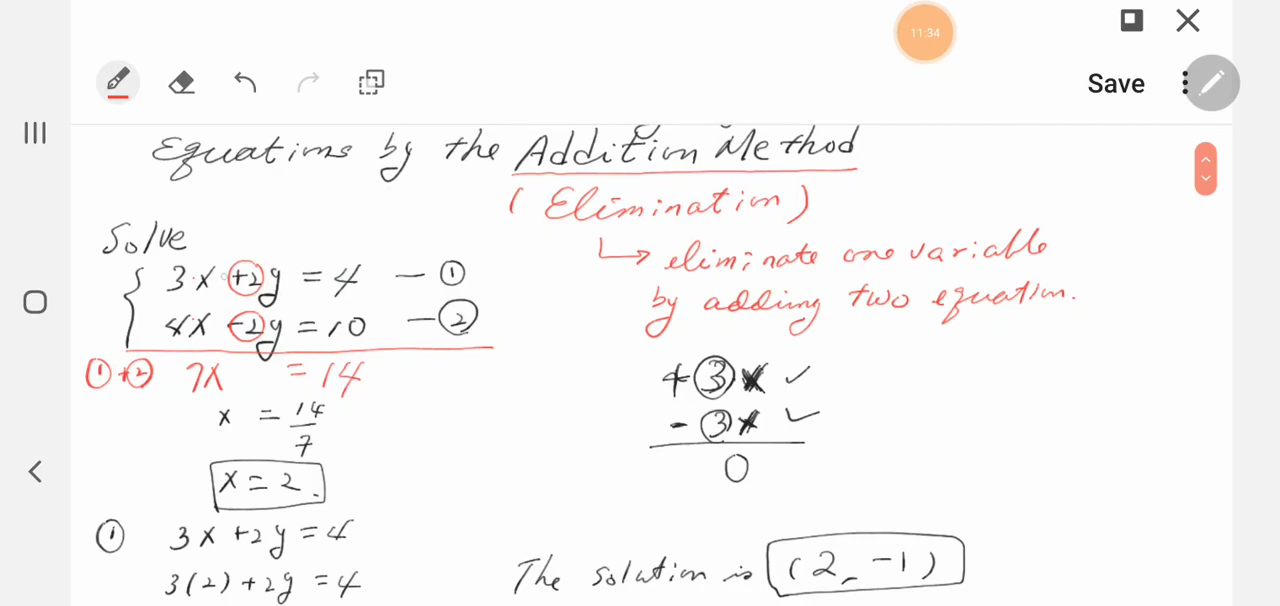 11:34
Save
Equations by the Addition Method
(Elimination)
↳ eliminate one variable
by adding two equation.
Solve
3x +2y = 4 — ①
4x -2y = 10 — ②
①+② 7x = 14
x = 14/7
x = 2.
① 3x +2y = 4
3(2) +2y = 4
+③x ✓
-③x ✓
0
The solution is (2, -1)